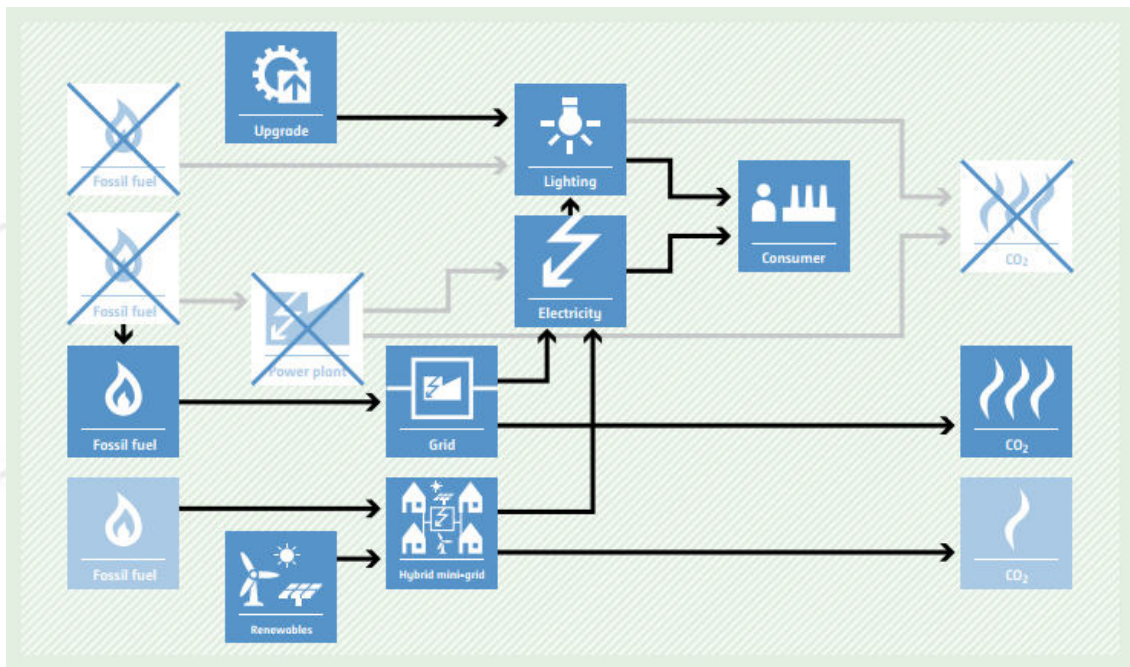 Upgrade
Fossil fuel
Lighting
Fossil fuel
Electricity
Consumer
CO₂
Power plant
Fossil fuel
Grid
CO₂
Fossil fuel
Hybrid mini-grid
CO₂
Renewables